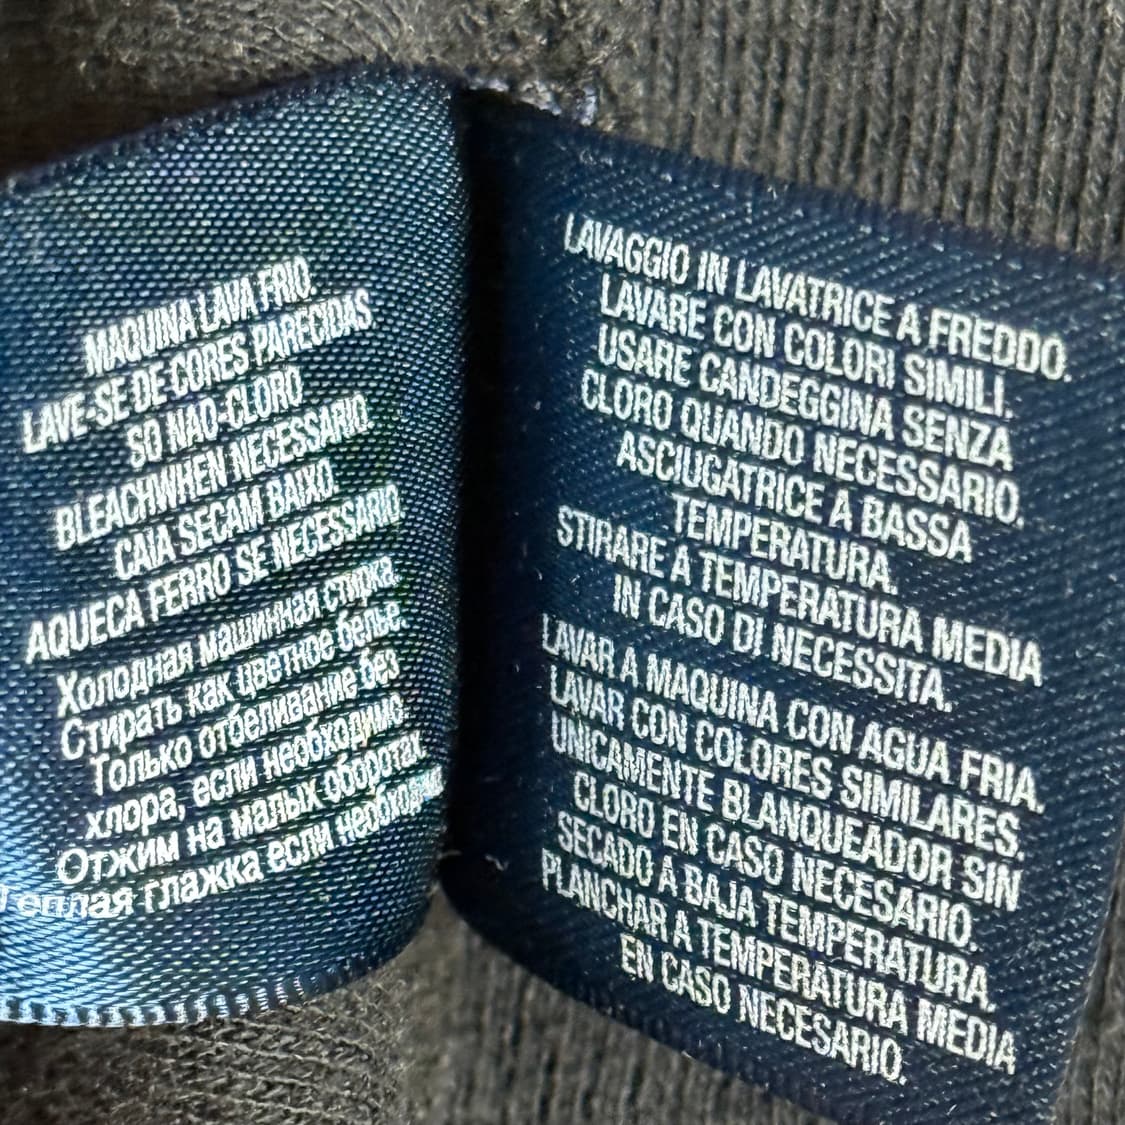 MAQUINA LAVA FRIO.
LAVE-SE DE CORES PARECIDAS
SO NAO-CLORO
BLEACHWHEN NECESSARIO.
CAIA SECAM BAIXO.
AQUECA FERRO SE NECESSARIO.
Холодная машинная стирка.
Стирать как цветное белье.
Только отбеливание без
хлора, если необходимо.
Отжим на малых оборотах.
Теплая глажка если необходимо
LAVAGGIO IN LAVATRICE A FREDDO.
LAVARE CON COLORI SIMILI.
USARE CANDEGGINA SENZA
CLORO QUANDO NECESSARIO.
ASCIUGATRICE A BASSA
TEMPERATURA.
STIRARE A TEMPERATURA MEDIA
IN CASO DI NECESSITA.
LAVAR A MAQUINA CON AGUA FRIA.
LAVAR CON COLORES SIMILARES.
UNICAMENTE BLANQUEADOR SIN
CLORO EN CASO NECESARIO.
SECADO A BAJA TEMPERATURA.
PLANCHAR A TEMPERATURA MEDIA
EN CASO NECESARIO.